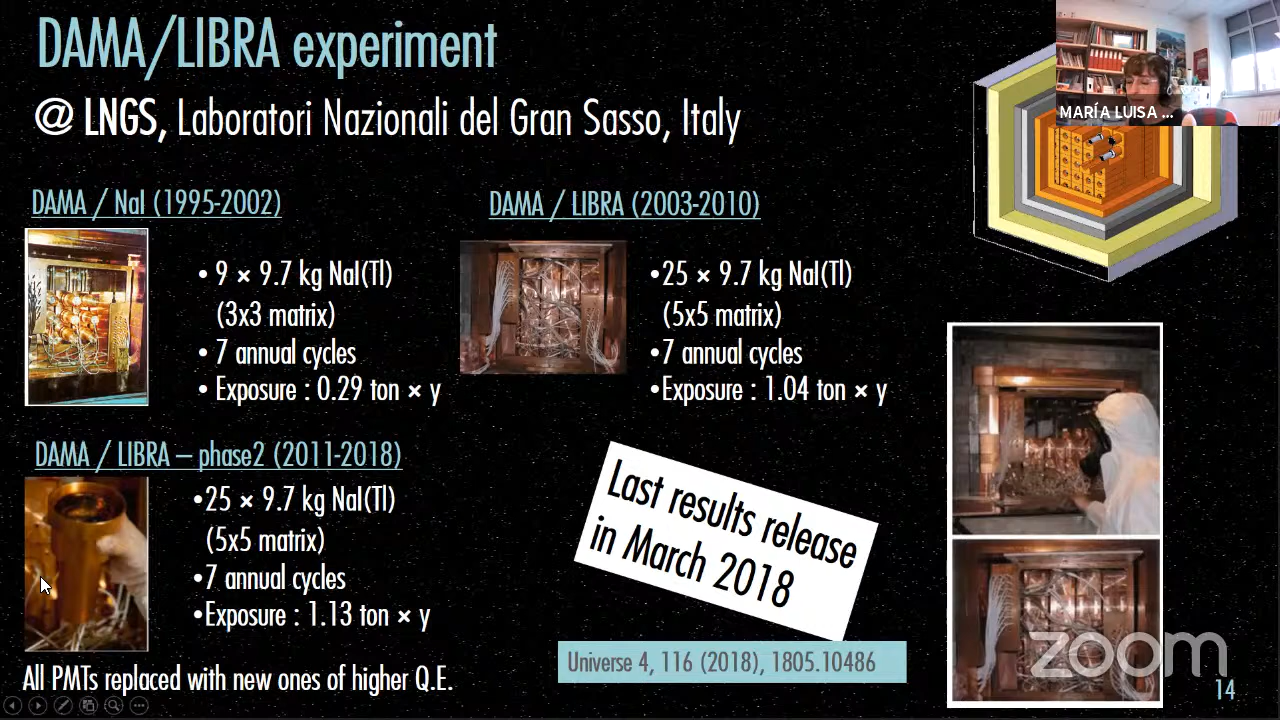 DAMA/LIBRA experiment
@ LNGS, Laboratori Nazionali del Gran Sasso, Italy
MARÍA LUISA ...
DAMA / NaI (1995-2002)
• 9 × 9.7 kg NaI(Tl)
(3x3 matrix)
• 7 annual cycles
• Exposure : 0.29 ton × y
DAMA / LIBRA (2003-2010)
•25 × 9.7 kg NaI(Tl)
(5x5 matrix)
•7 annual cycles
•Exposure : 1.04 ton × y
DAMA / LIBRA – phase2 (2011-2018)
•25 × 9.7 kg NaI(Tl)
(5x5 matrix)
•7 annual cycles
•Exposure : 1.13 ton × y
All PMTs replaced with new ones of higher Q.E.
Last results release
in March 2018
Universe 4, 116 (2018), 1805.10486
zoom
14